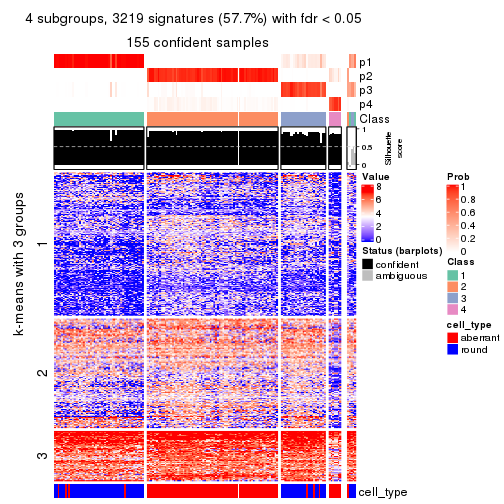 4 subgroups, 3219 signatures (57.7%) with fdr < 0.05
155 confident samples
p1
p2
p3
p4
Class
1
0.5
0
Silhouette
score
k-means with 3 groups
1
2
3
cell_type
Value
8
6
4
2
0
Status (barplots)
confident
ambiguous
Prob
1
0.8
0.6
0.4
0.2
0
Class
1
2
3
4
cell_type
aberrant
round